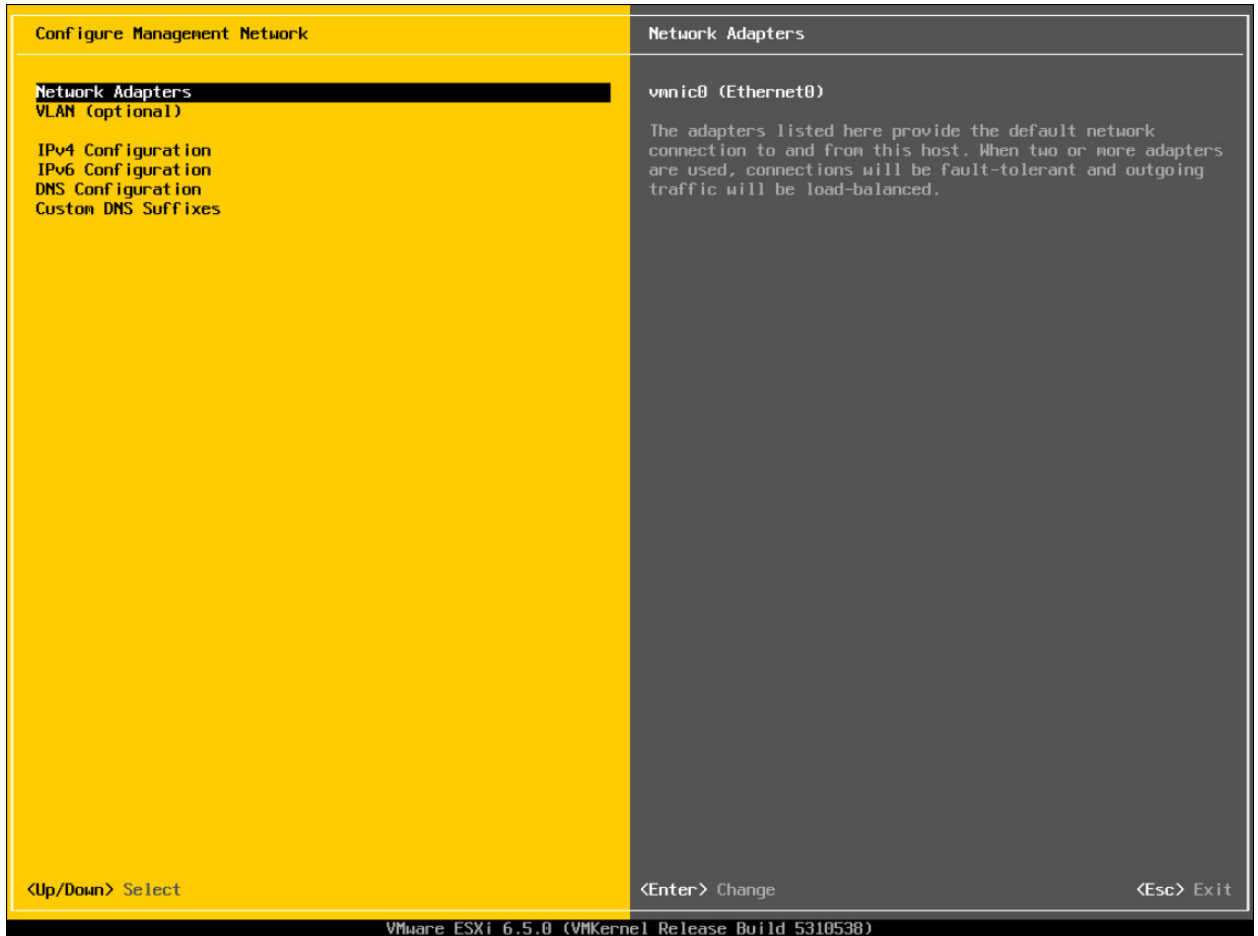 Configure Management Network
Network Adapters
VLAN (optional)
IPv4 Configuration
IPv6 Configuration
DNS Configuration
Custom DNS Suffixes
<Up/Down> Select
Network Adapters
vmnic0 (Ethernet0)
The adapters listed here provide the default network
connection to and from this host. When two or more adapters
are used, connections will be fault-tolerant and outgoing
traffic will be load-balanced.
<Enter> Change
<Esc> Exit
VMware ESXi 6.5.0 (VMKernel Release Build 5310538)